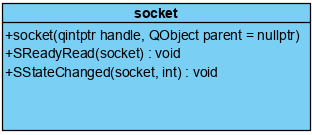 socket
+socket(qintptr handle, QObject parent = nullptr)
+SReadyRead(socket) : void
+SStateChanged(socket, int) : void